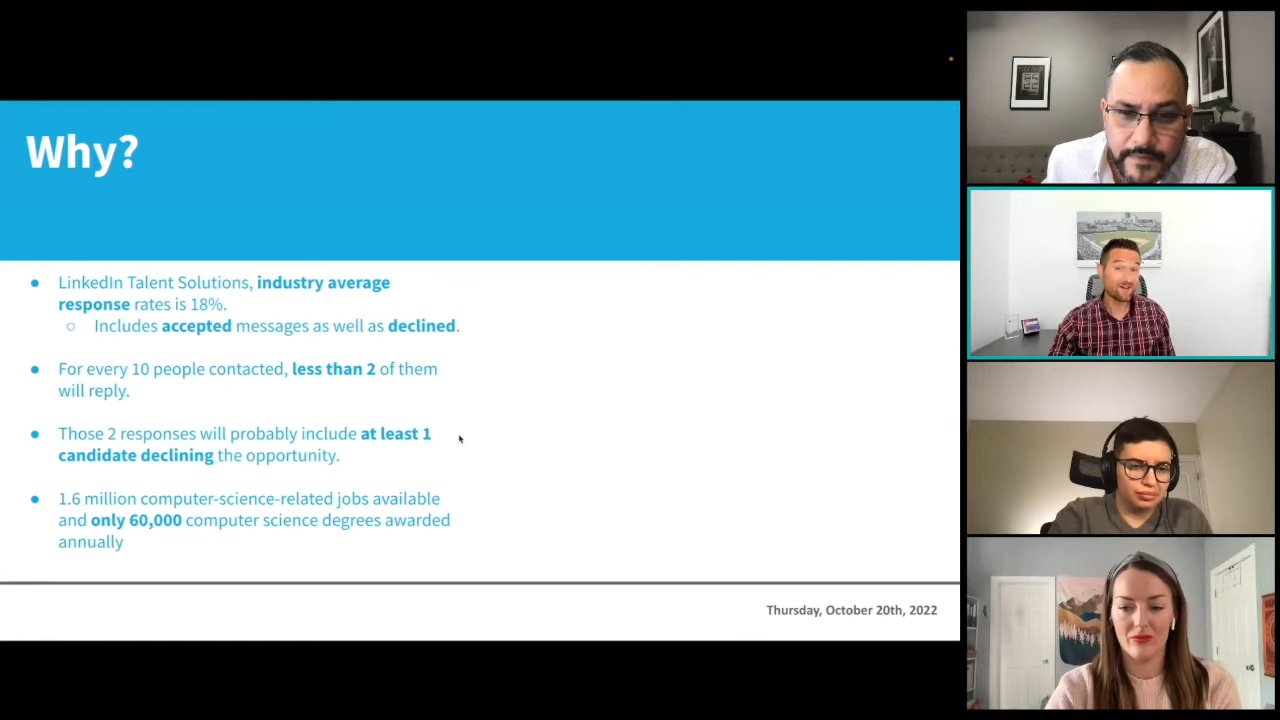 Why?
● LinkedIn Talent Solutions, industry average
response rates is 18%.
○ Includes accepted messages as well as declined.
● For every 10 people contacted, less than 2 of them
will reply.
● Those 2 responses will probably include at least 1
candidate declining the opportunity.
● 1.6 million computer-science-related jobs available
and only 60,000 computer science degrees awarded
annually
Thursday, October 20th, 2022